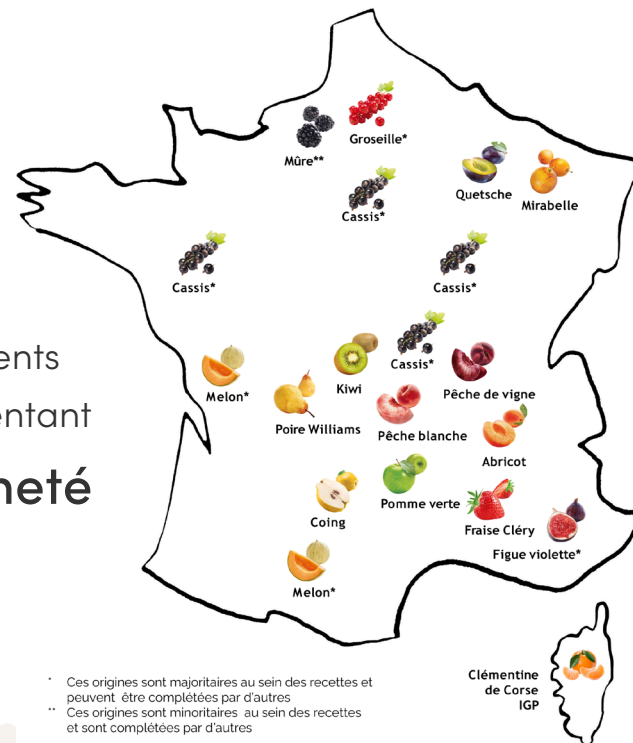 Groseille*
Mûre**
Quetsche
Mirabelle
Cassis*
Cassis*
Cassis*
Cassis*
Melon*
Kiwi
Pêche de vigne
Poire Williams
Pêche blanche
Abricot
Pomme verte
Coing
Fraise Cléry
Figue violette*
Melon*
ents
entant
neté
Clémentine
de Corse
IGP
* Ces origines sont majoritaires au sein des recettes et
peuvent être complétées par d'autres
** Ces origines sont minoritaires au sein des recettes
et sont complétées par d'autres